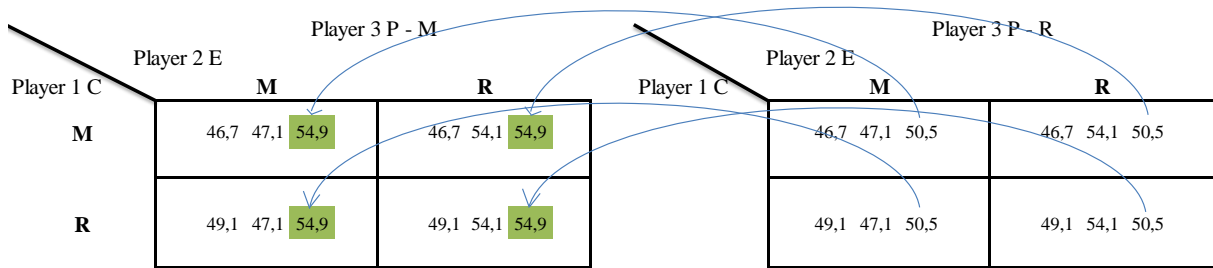 Player 3 P - M Player 3 P - R
Player 2 E Player 2 E
Player 1 C M R Player 1 C M R
M 46,7 47,1 54,9 46,7 54,1 54,9 46,7 47,1 50,5 46,7 54,1 50,5
R 49,1 47,1 54,9 49,1 54,1 54,9 49,1 47,1 50,5 49,1 54,1 50,5